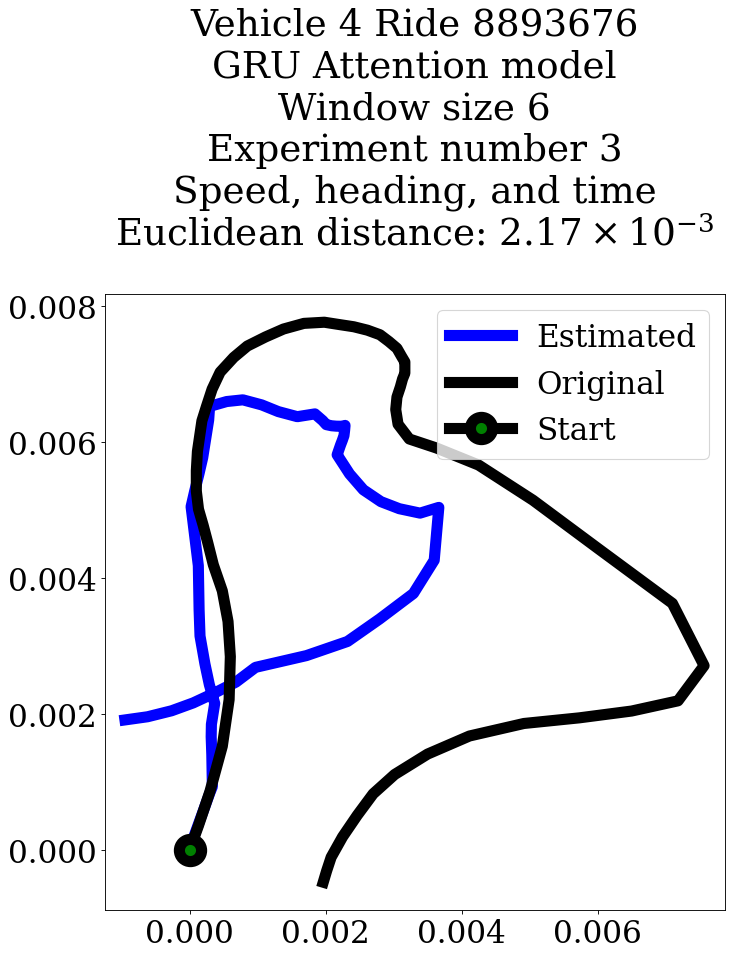 Vehicle 4 Ride 8893676
GRU Attention model
Window size 6
Experiment number 3
Speed, heading, and time
Euclidean distance: 2.17 × 10⁻³
0.008
Estimated
Original
Start
0.006
0.004
0.002
0.000
0.000 0.002 0.004 0.006